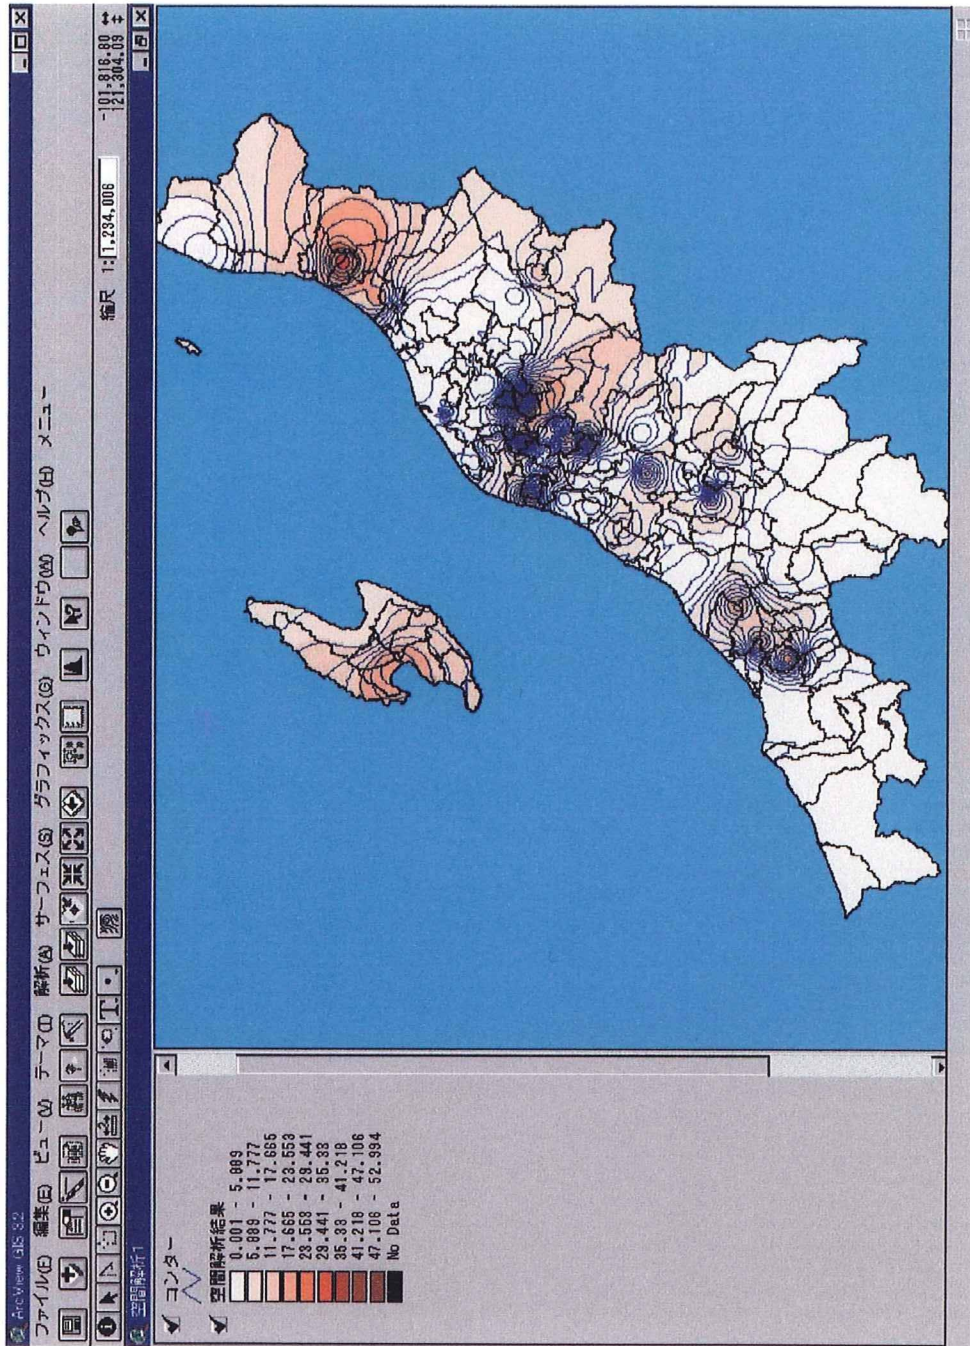 ArcView GIS 3.2
ファイル(F) 編集(E) ビュー(V) テーマ(T) 解析(A) サーフェス(S) グラフィックス(G) ウィンドウ(W) ヘルプ(H) メニュー
縮尺 1: 1,234,006
-101,816.80
121,304.09
空間解析1
コンター
空間解析結果
0.001 - 5.889
5.889 - 11.777
11.777 - 17.665
17.665 - 23.553
23.553 - 29.441
29.441 - 35.33
35.33 - 41.218
41.218 - 47.106
47.106 - 52.994
No Data